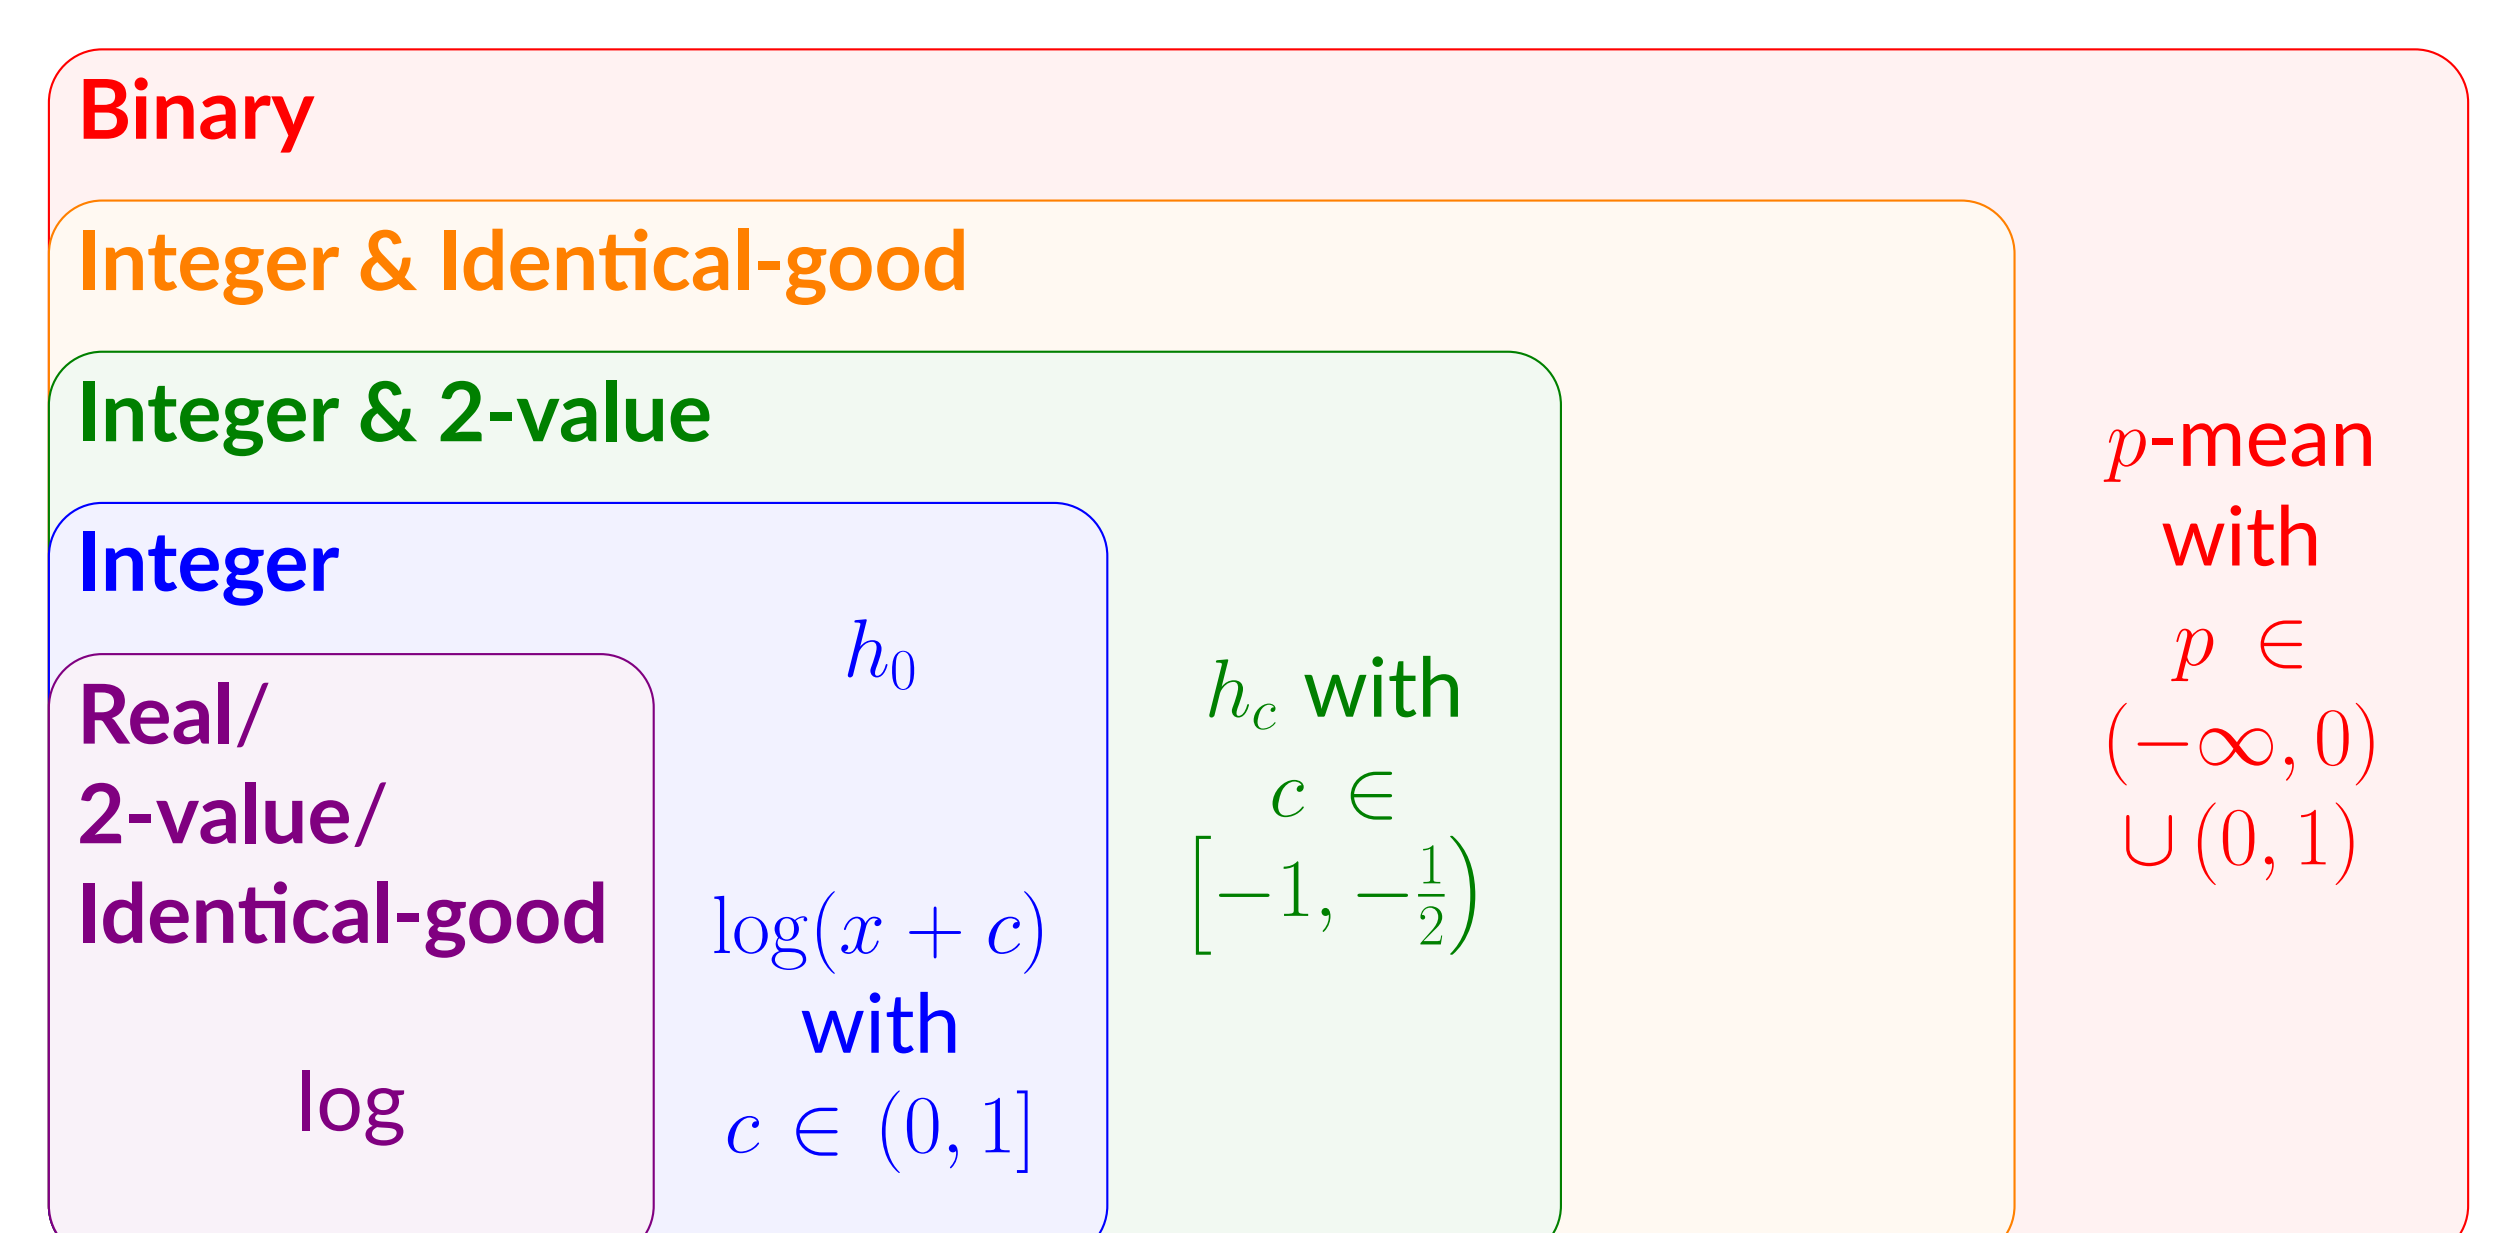 Binary
Integer & Identical-good
Integer & 2-value
Integer
Real/
2-value/
Identical-good
log
h₀
log(x + c)
with
c ∈ (0, 1]
h_c with
c ∈
[−1, −1/2)
p-mean
with
p ∈
(−∞, 0)
∪ (0, 1)